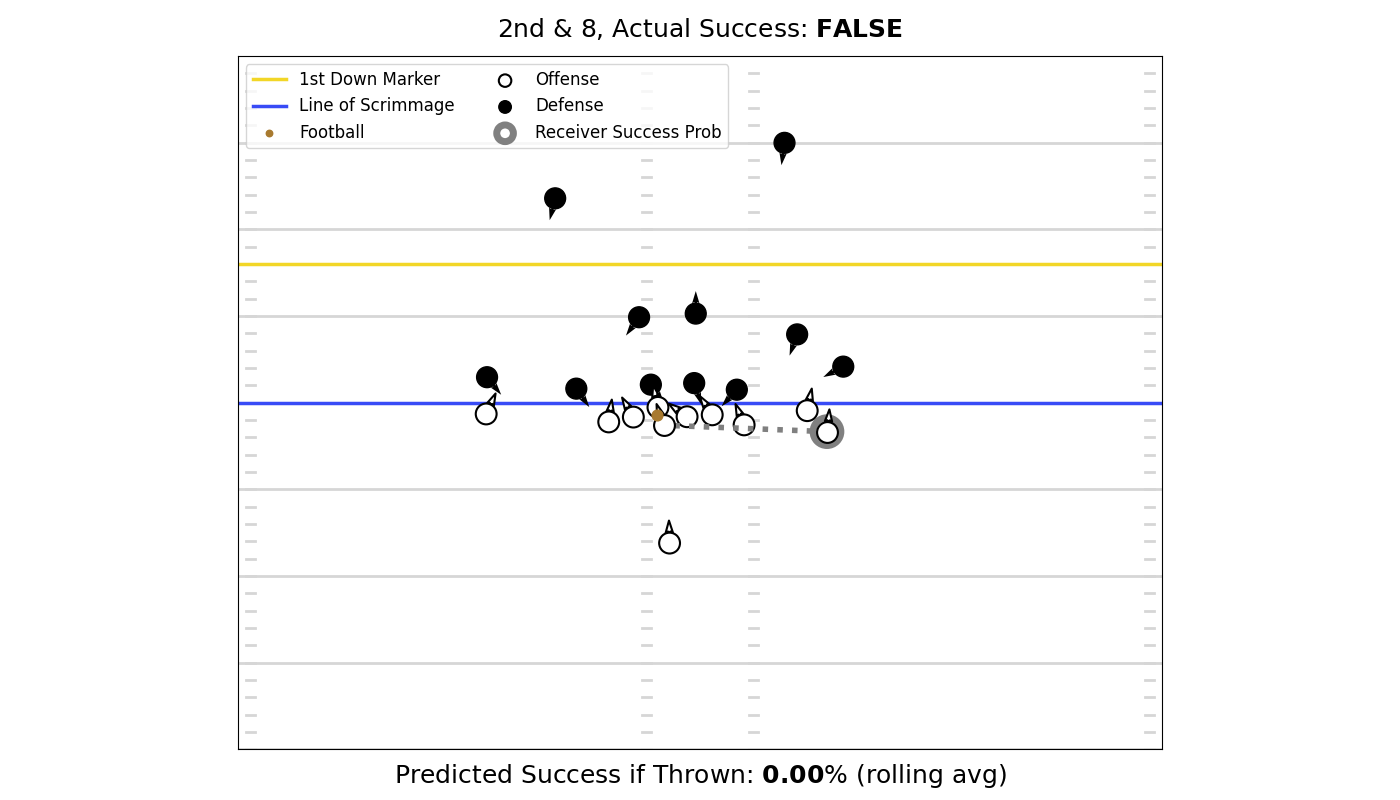 2nd & 8, Actual Success: FALSE
1st Down Marker
Line of Scrimmage
Football
Offense
Defense
Receiver Success Prob
Predicted Success if Thrown: 0.00% (rolling avg)